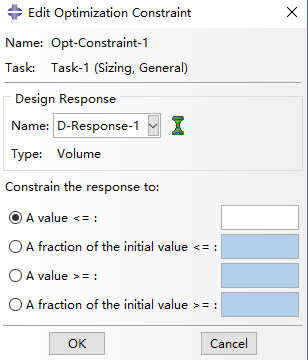 Edit Optimization Constraint
Name: Opt-Constraint-1
Task: Task-1 (Sizing, General)
Design Response
Name: D-Response-1
Type: Volume
Constrain the response to:
A value <= :
A fraction of the initial value <= :
A value >= :
A fraction of the initial value >= :
OK Cancel